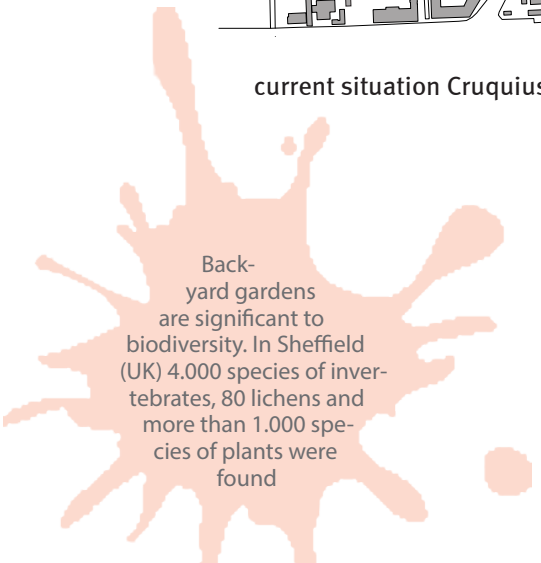 current situation Cruquius
Back-
yard gardens
are significant to
biodiversity. In Sheffield
(UK) 4.000 species of inver-
tebrates, 80 lichens and
more than 1.000 spe-
cies of plants were
found